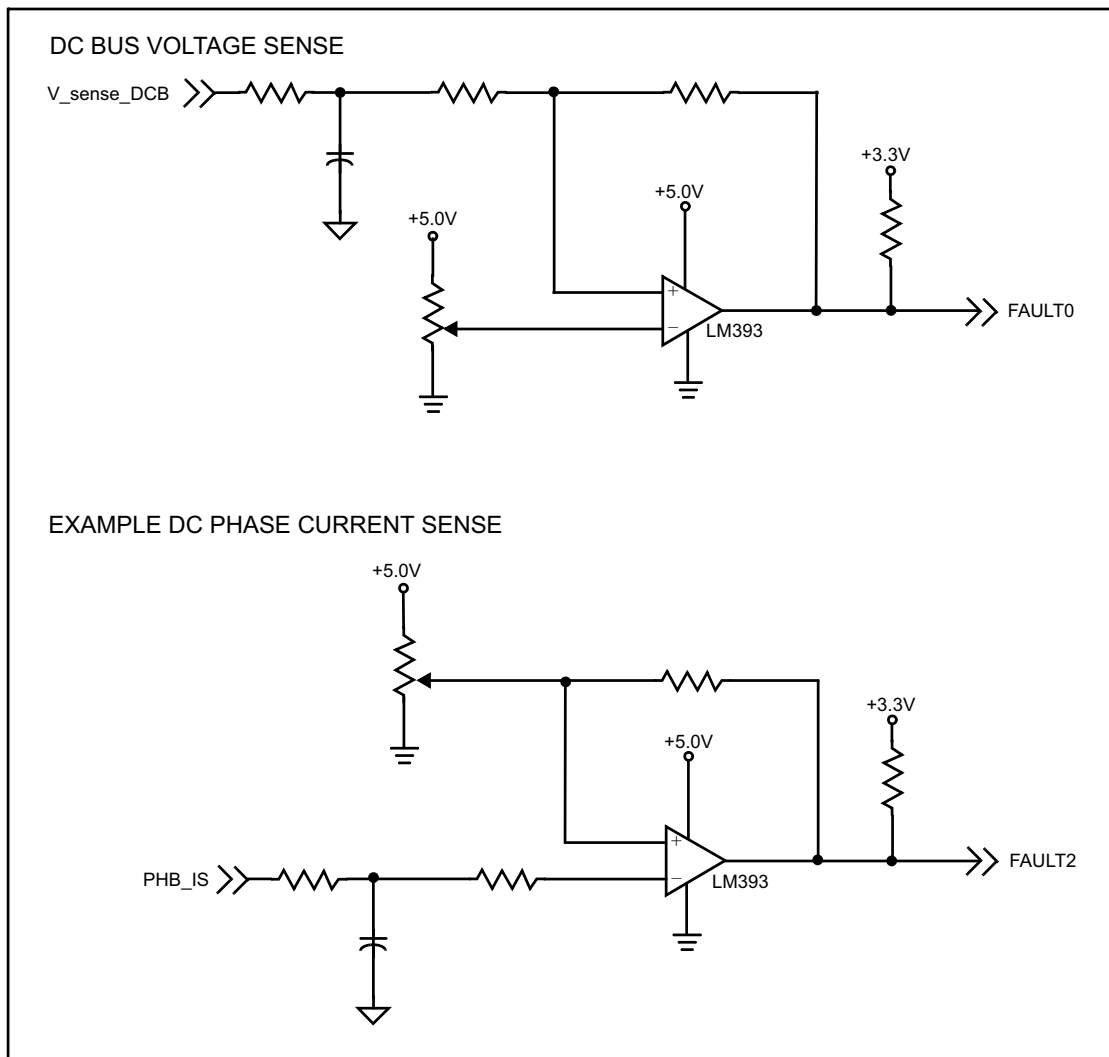 DC BUS VOLTAGE SENSE
V_sense_DCB
+3.3V
+5.0V
+5.0V
+
−
LM393
FAULT0
EXAMPLE DC PHASE CURRENT SENSE
+5.0V
+3.3V
+5.0V
+
−
LM393
FAULT2
PHB_IS